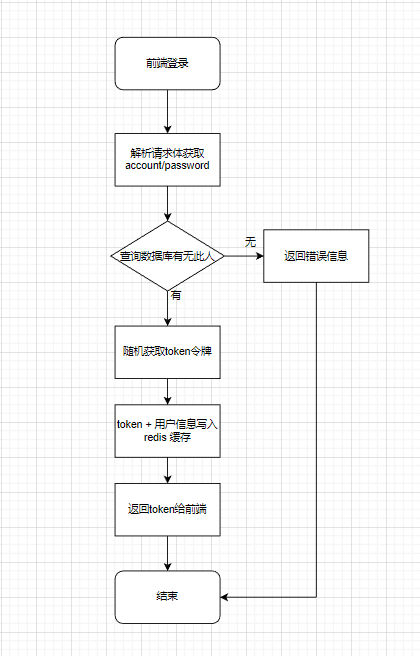 前端登录
解析请求体获取
account/password
查询数据库有无此人
无
返回错误信息
有
随机获取token令牌
token + 用户信息写入
redis 缓存
返回token给前端
结束